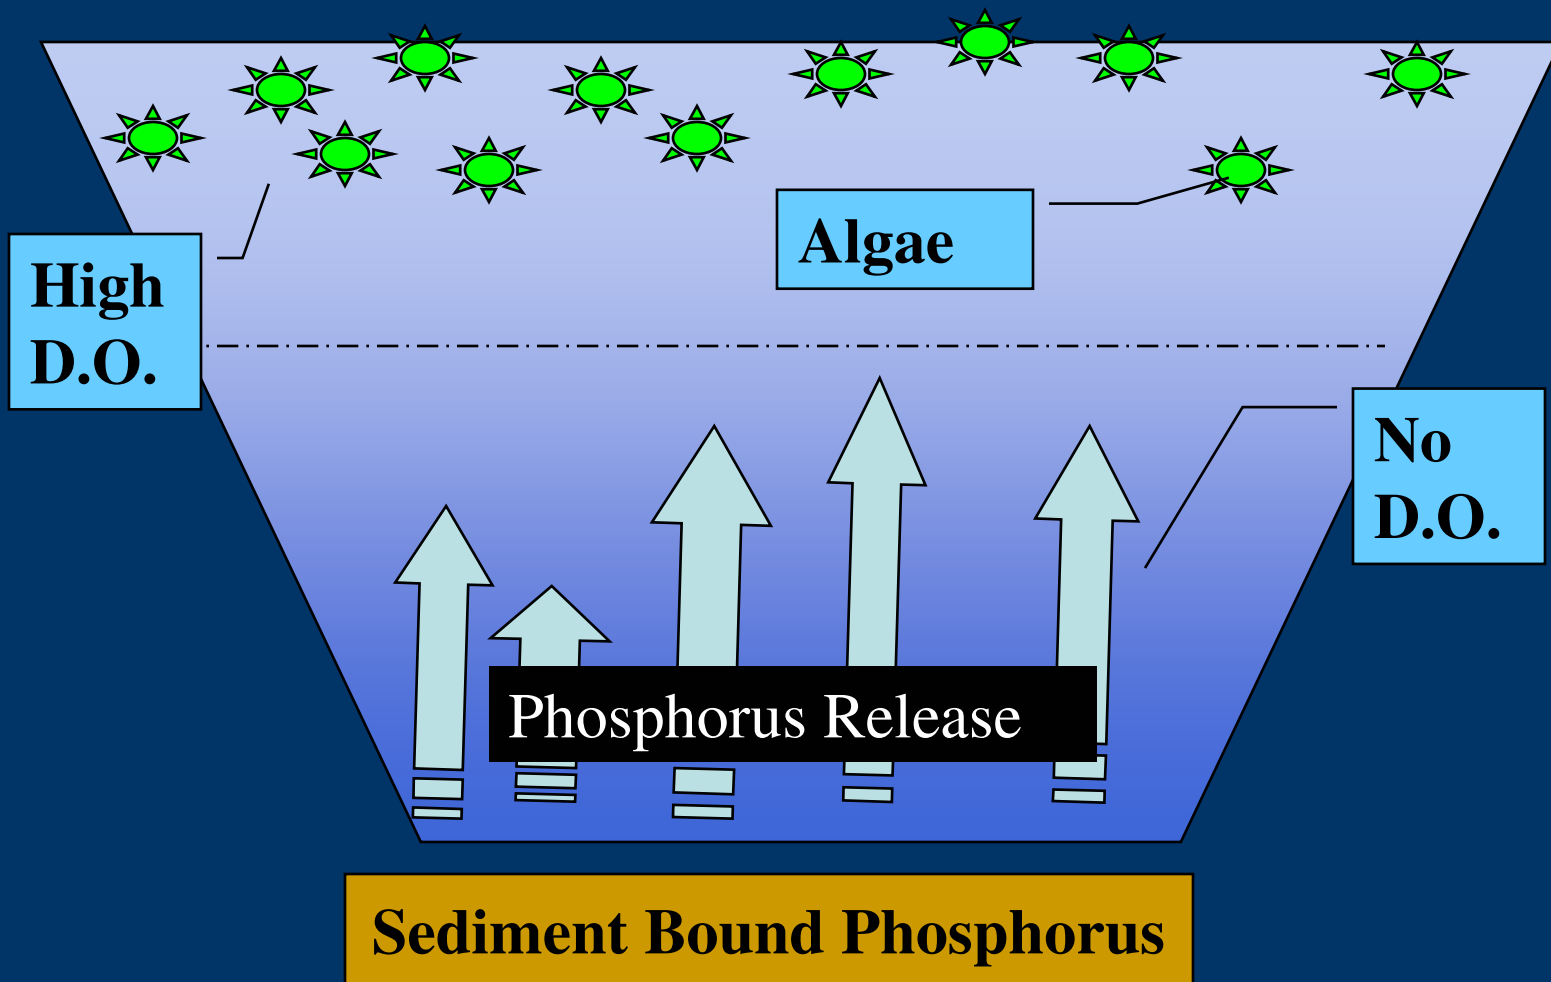 High
D.O.
Algae
No
D.O.
Phosphorus Release
Sediment Bound Phosphorus